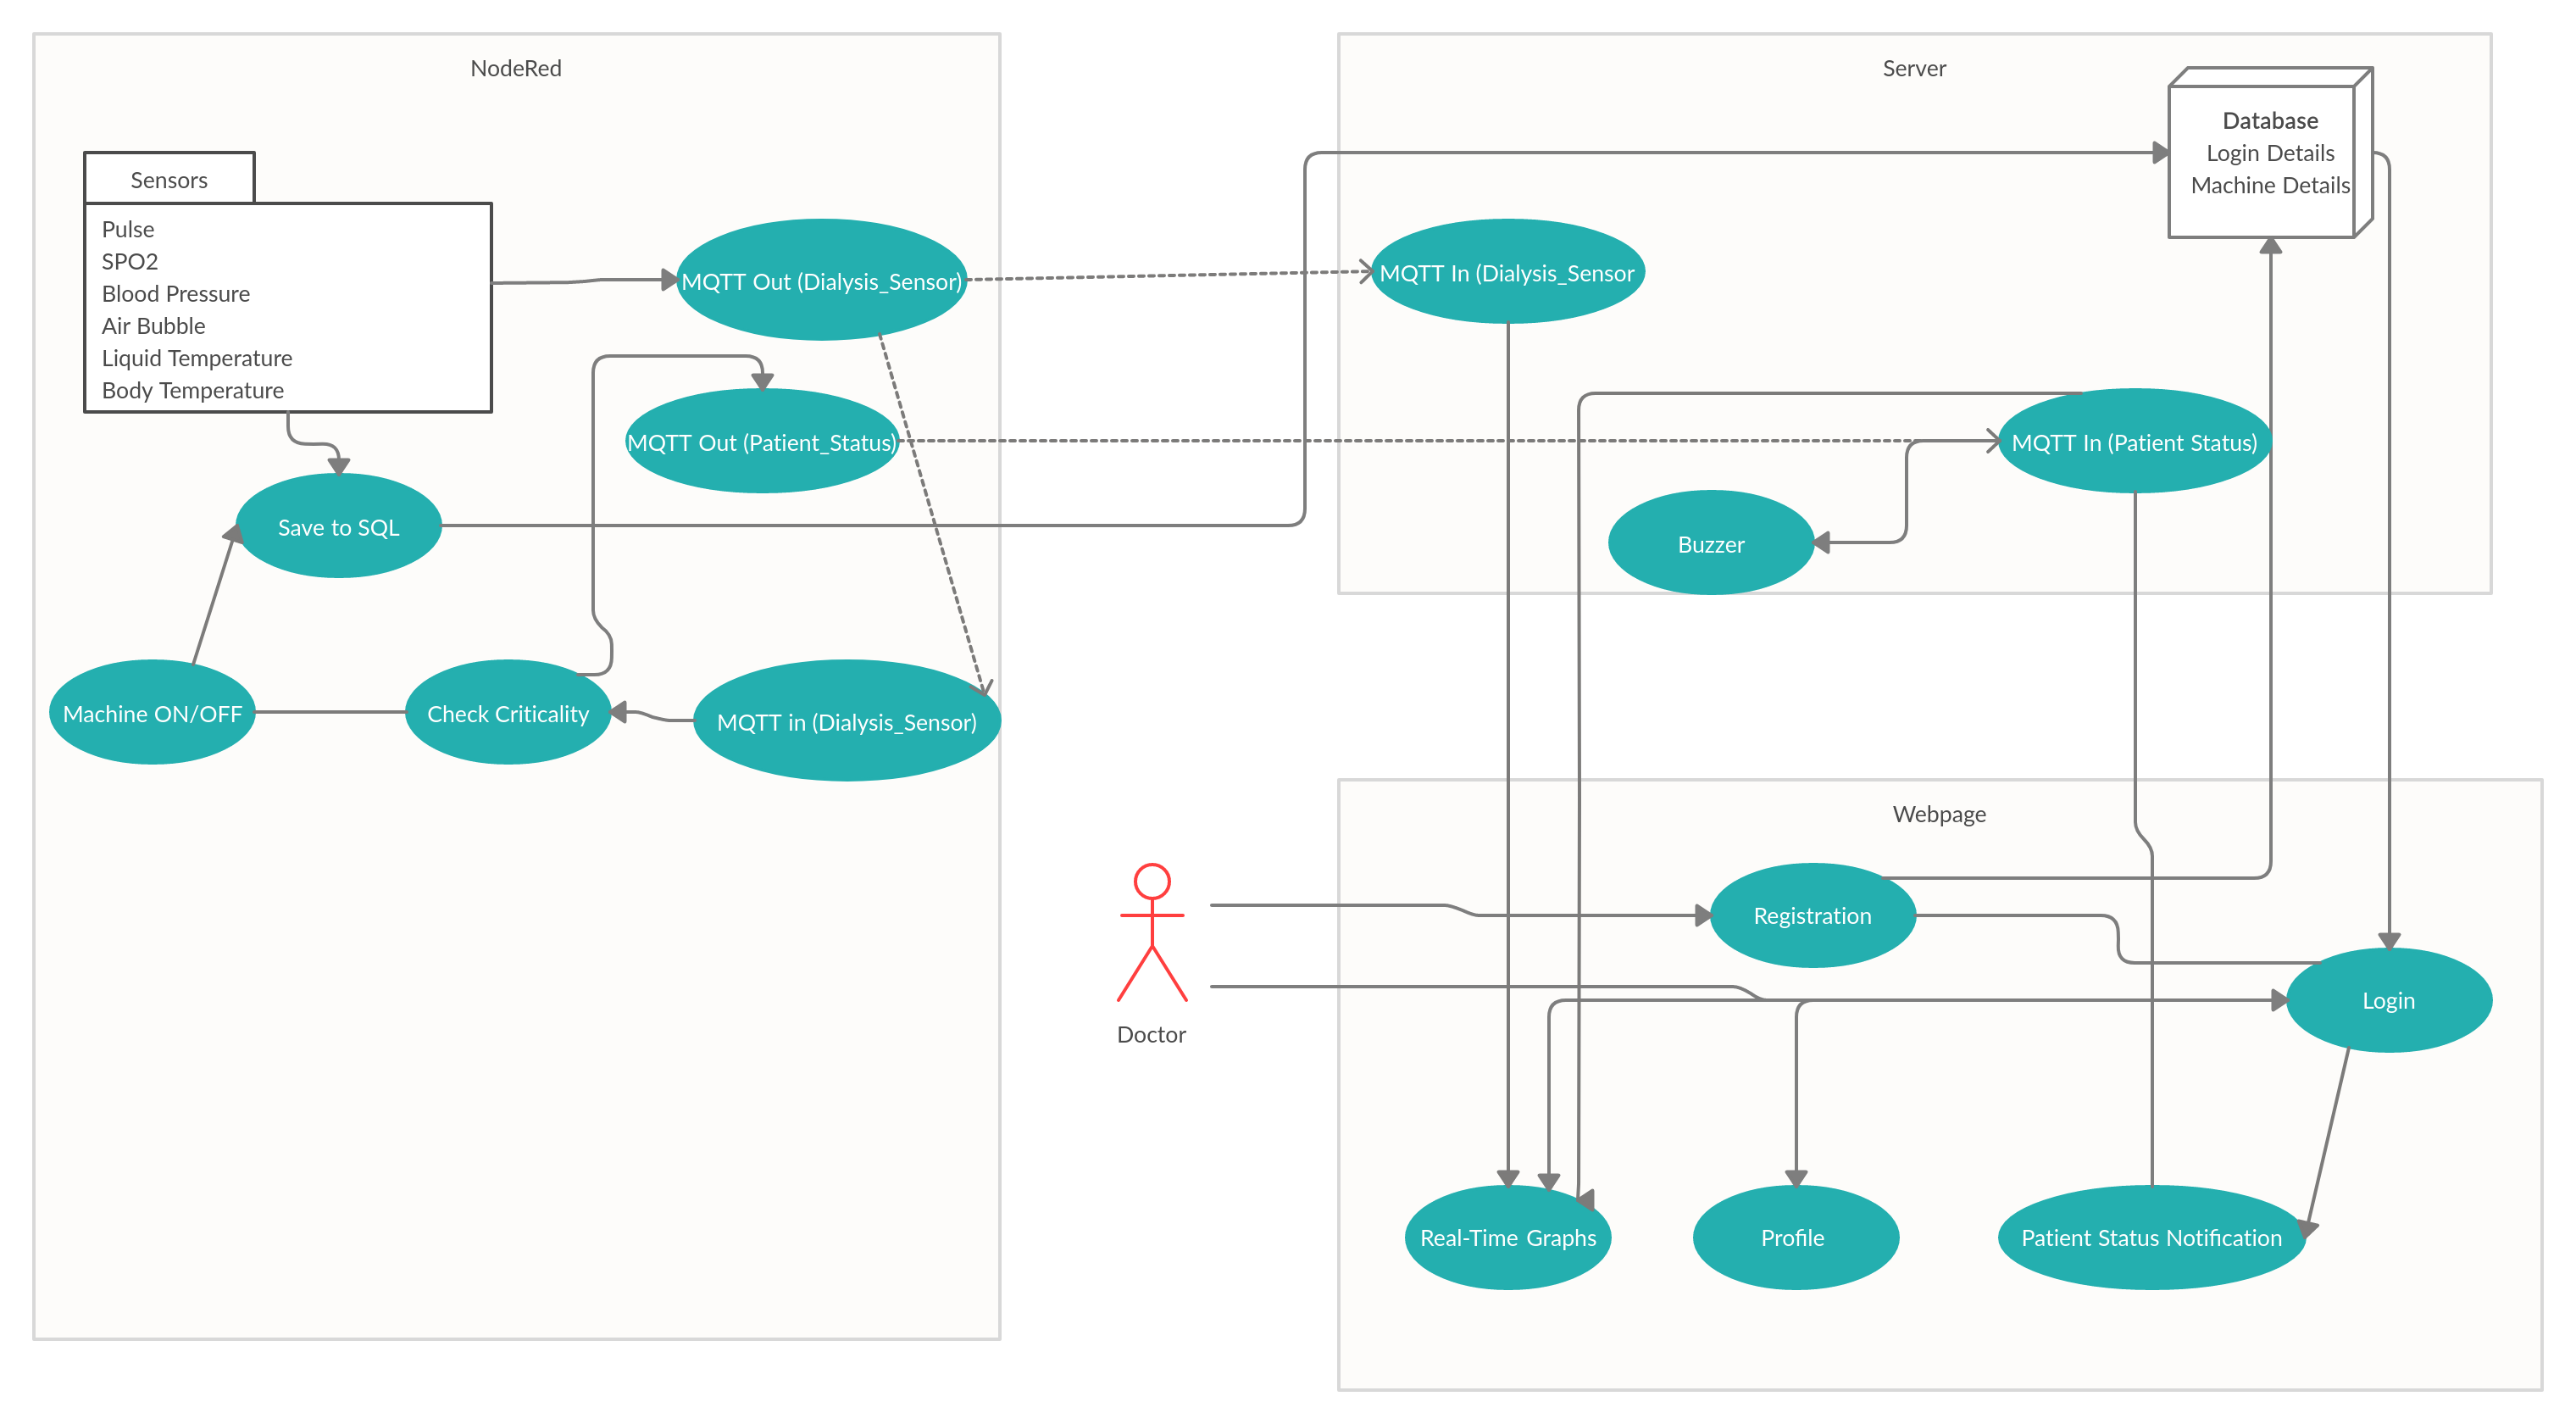 NodeRed
Sensors
Pulse
SPO2
Blood Pressure
Air Bubble
Liquid Temperature
Body Temperature
MQTT Out (Dialysis_Sensor)
MQTT Out (Patient_Status)
Save to SQL
Machine ON/OFF
Check Criticality
MQTT in (Dialysis_Sensor)
Server
Database
Login Details
Machine Details
MQTT In (Dialysis_Sensor
MQTT In (Patient Status)
Buzzer
Doctor
Webpage
Registration
Login
Real-Time Graphs
Profile
Patient Status Notification